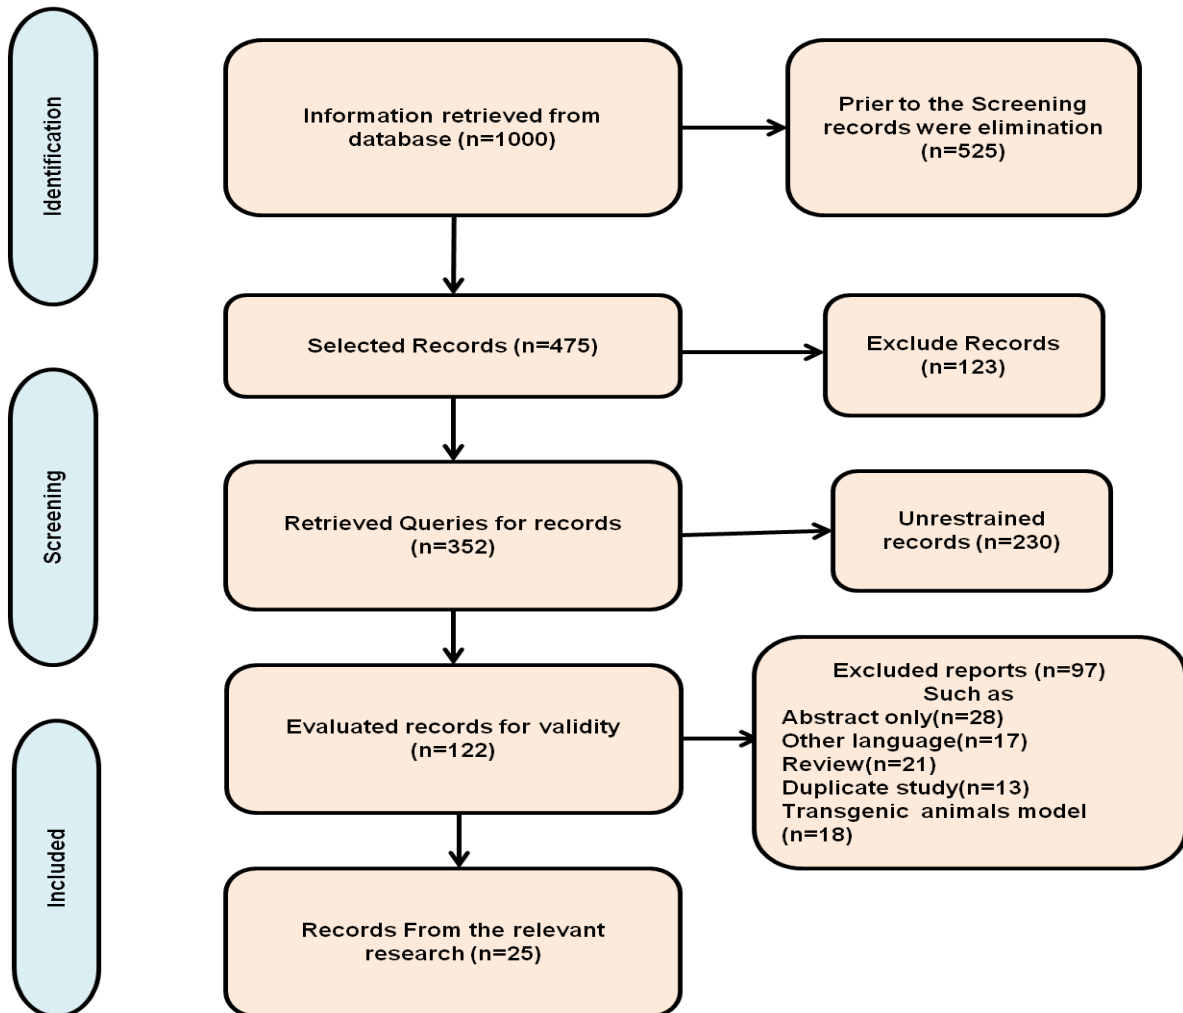 Identification
Information retrieved from
database (n=1000)
Prior to the Screening
records were elimination
(n=525)
Selected Records (n=475)
Exclude Records
(n=123)
Screening
Retrieved Queries for records
(n=352)
Unrestrained
records (n=230)
Evaluated records for validity
(n=122)
Excluded reports (n=97)
Such as
Abstract only(n=28)
Other language(n=17)
Review(n=21)
Duplicate study(n=13)
Transgenic animals model
(n=18)
Included
Records From the relevant
research (n=25)